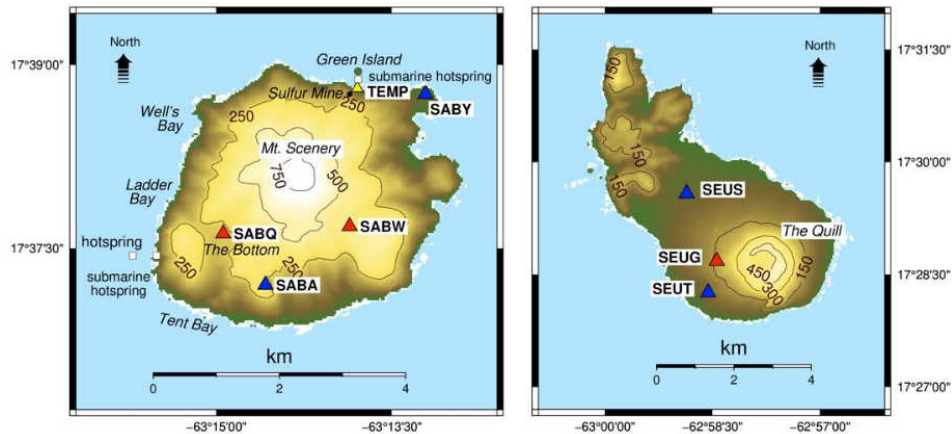 North
Green Island
submarine hotspring
17°39'00"
Sulfur Mine
TEMP
250
SABY
250
Well's
Bay
Mt. Scenery
750
500
Ladder
Bay
SABQ
SABW
17°37'30"
The Bottom
hotspring
250
250
submarine
hotspring
SABA
Tent Bay
km
0 2 4
−63°15'00" −63°13'30"
North
17°31'30"
150
150
17°30'00"
150
SEUS
The Quill
SEUG
150
450
17°28'30"
300
SEUT
km
0 2 4
17°27'00"
−63°00'00" −62°58'30" −62°57'00"